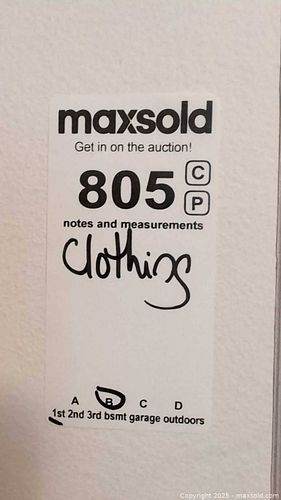 maxsold
Get in on the auction!
805 C
P
notes and measurements
Clothing
A B C D
1st 2nd 3rd bsmt garage outdoors
Copyright 2025 - maxsold.com